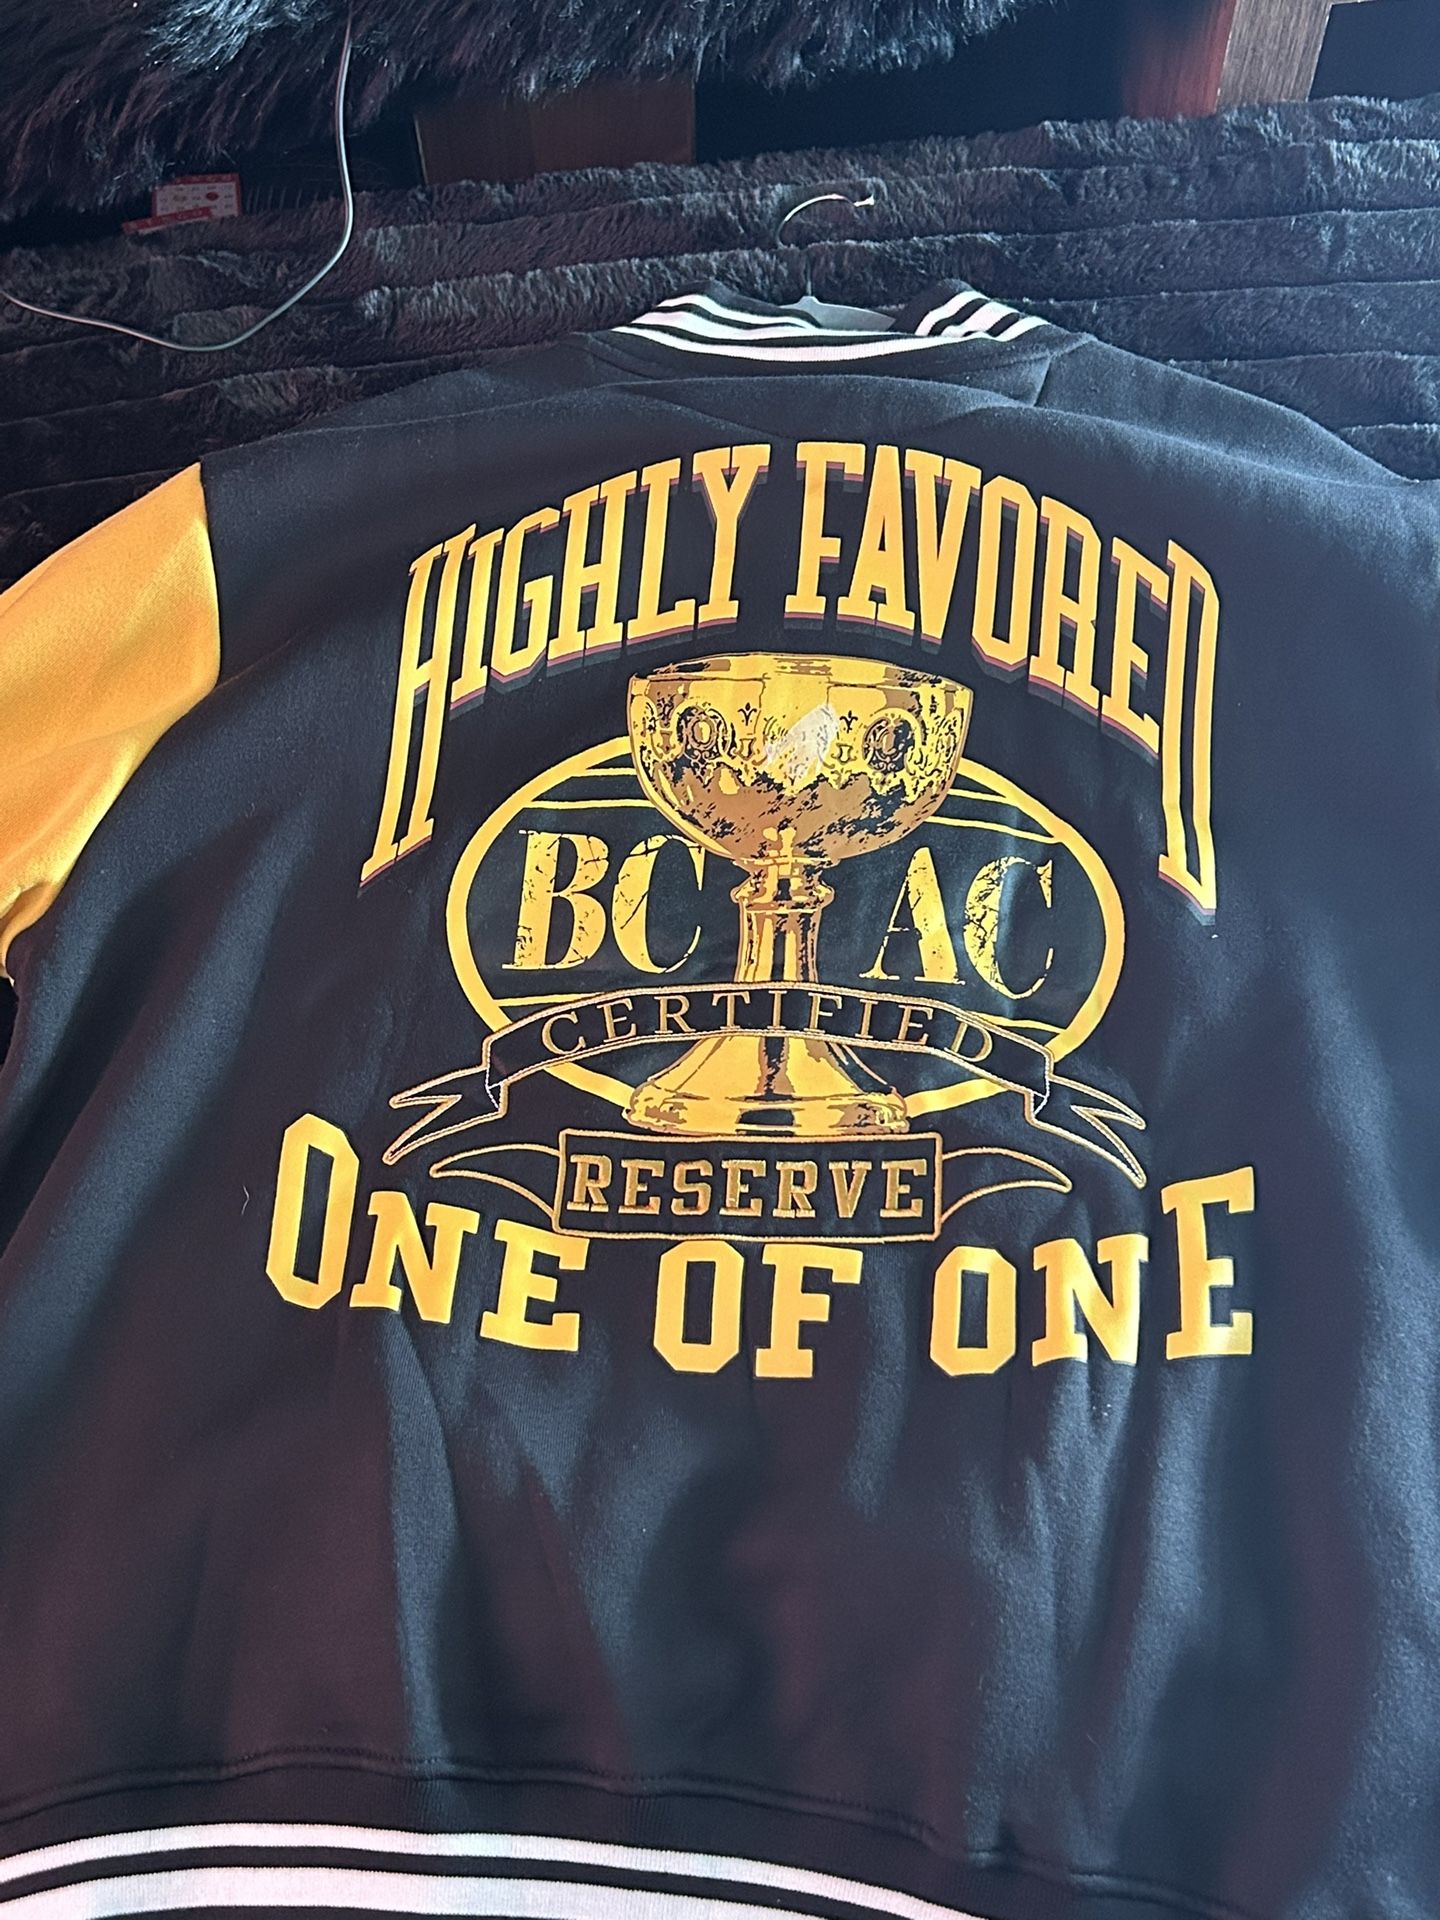 HIGHLY FAVORED
BC AC
CERTIFIED
RESERVE
ONE OF ONE